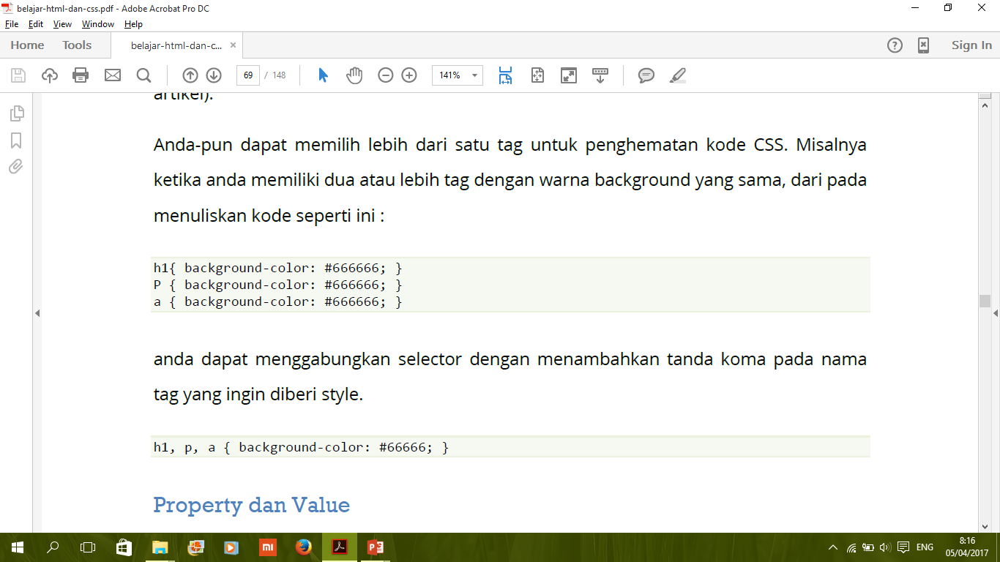 belajar-html-dan-css.pdf - Adobe Acrobat Pro DC
File Edit View Window Help
Home Tools belajar-html-dan-c... × Sign In
69 / 148 141%
artikel).
Anda-pun dapat memilih lebih dari satu tag untuk penghematan kode CSS. Misalnya
ketika anda memiliki dua atau lebih tag dengan warna background yang sama, dari pada
menuliskan kode seperti ini :
h1{ background-color: #666666; }
P { background-color: #666666; }
a { background-color: #666666; }
anda dapat menggabungkan selector dengan menambahkan tanda koma pada nama
tag yang ingin diberi style.
h1, p, a { background-color: #66666; }
Property dan Value
mi ENG 8:16
05/04/2017